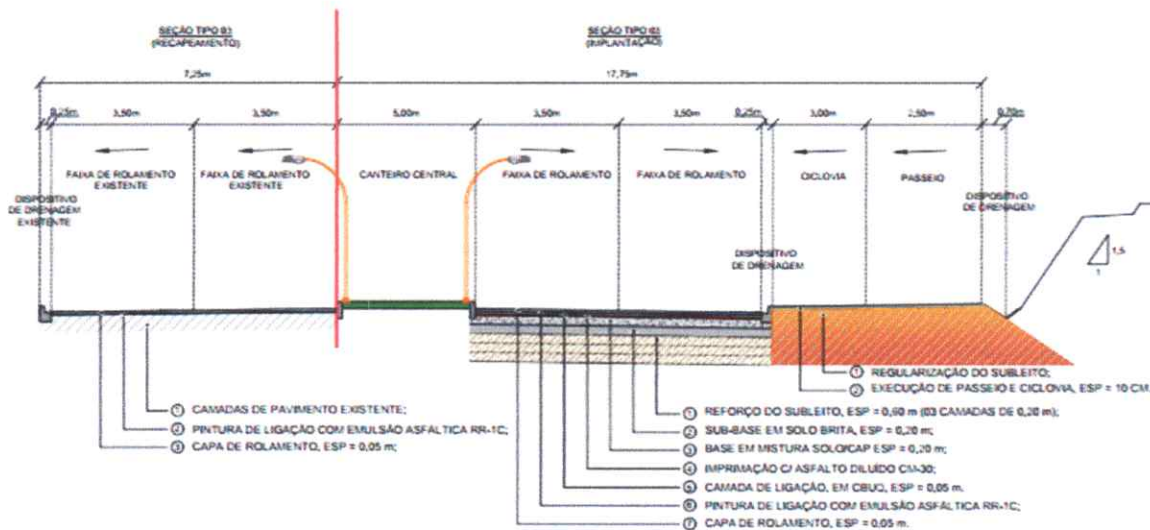 SEÇÃO TIPO 03
(RECAPEAMENTO)
SEÇÃO TIPO 03
(IMPLANTAÇÃO)
7,25m
17,75m
0,25m
3,50m
3,50m
5,00m
3,50m
3,50m
0,25m
3,00m
2,50m
0,70m
FAIXA DE ROLAMENTO
EXISTENTE
FAIXA DE ROLAMENTO
EXISTENTE
CANTEIRO CENTRAL
FAIXA DE ROLAMENTO
FAIXA DE ROLAMENTO
CICLOVIA
PASSEIO
DISPOSITIVO
DE DRENAGEM
EXISTENTE
DISPOSITIVO
DE DRENAGEM
DISPOSITIVO
DE DRENAGEM
1,5
1
1 REGULARIZAÇÃO DO SUBLEITO;
2 EXECUÇÃO DE PASSEIO E CICLOVIA, ESP = 10 CM.
1 CAMADAS DE PAVIMENTO EXISTENTE;
2 PINTURA DE LIGAÇÃO COM EMULSÃO ASFÁLTICA RR-1C;
3 CAPA DE ROLAMENTO, ESP = 0,05 m;
1 REFORÇO DO SUBLEITO, ESP = 0,60 m (03 CAMADAS DE 0,20 m);
2 SUB-BASE EM SOLO BRITA, ESP = 0,20 m;
3 BASE EM MISTURA SOLO/CAP ESP = 0,20 m;
4 IMPRIMAÇÃO C/ ASFALTO DILUÍDO CM-30;
5 CAMADA DE LIGAÇÃO, EM CBUQ, ESP = 0,05 m.
6 PINTURA DE LIGAÇÃO COM EMULSÃO ASFÁLTICA RR-1C;
7 CAPA DE ROLAMENTO, ESP = 0,05 m.